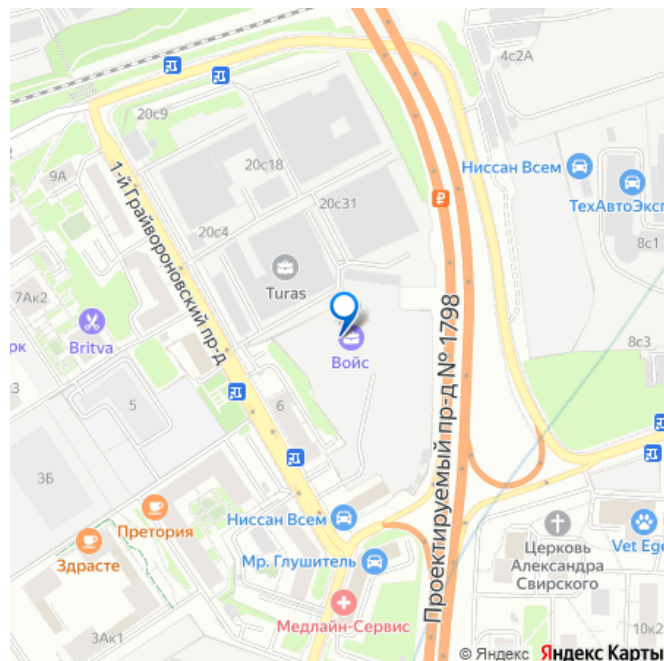 4с2А
20с9
9А
20с18
Ниссан Всем
ТехАвтоЭксп
1-й Грайвороновский пр-д
20с31
₽
20с4
8с1
Turas
7Ак2
рк
Britva
Войс
8с3
Проектируемый пр-д № 1798
5
6
3Б
Претория
Ниссан Всем
Здрасте
Мр. Глушитель
Церковь
Александра
Свирского
Vet Ege
Медлайн-Сервис
3Ак1
10к2
© Яндекс Яндекс Карты